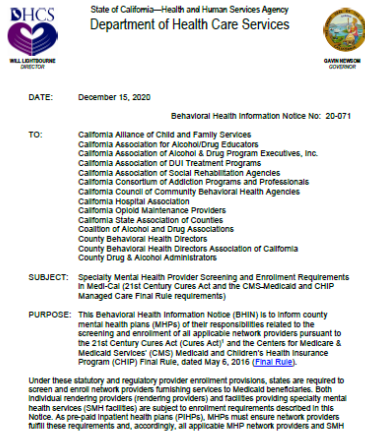 DHCS
State of California—Health and Human Services Agency
Department of Health Care Services
WILL LIGHTBOURNE
DIRECTOR
GAVIN NEWSOM
GOVERNOR
DATE: December 15, 2020
Behavioral Health Information Notice No: 20-071
TO: California Alliance of Child and Family Services
California Association for Alcohol/Drug Educators
California Association of Alcohol & Drug Program Executives, Inc.
California Association of DUI Treatment Programs
California Association of Social Rehabilitation Agencies
California Consortium of Addiction Programs and Professionals
California Council of Community Behavioral Health Agencies
California Hospital Association
California Opioid Maintenance Providers
California State Association of Counties
Coalition of Alcohol and Drug Associations
County Behavioral Health Directors
County Behavioral Health Directors Association of California
County Drug & Alcohol Administrators
SUBJECT: Specialty Mental Health Provider Screening and Enrollment Requirements
in Medi-Cal (21st Century Cures Act and the CMS-Medicaid and CHIP
Managed Care Final Rule requirements)
PURPOSE: This Behavioral Health Information Notice (BHIN) is to inform county
mental health plans (MHPs) of their responsibilities related to the
screening and enrollment of all applicable network providers pursuant to
the 21st Century Cures Act (Cures Act)¹ and the Centers for Medicare &
Medicaid Services' (CMS) Medicaid and Children's Health Insurance
Program (CHIP) Final Rule, dated May 6, 2016 (Final Rule).
Under these statutory and regulatory provider enrollment provisions, states are required to
screen and enroll network providers furnishing services to Medicaid beneficiaries. Both
individual rendering providers (rendering providers) and facilities providing specialty mental
health services (SMH facilities) are subject to enrollment requirements described in this
Notice. As pre-paid inpatient health plans (PIHPs), MHPs must ensure network providers
fulfill these requirements and, accordingly, all applicable MHP network providers and SMH